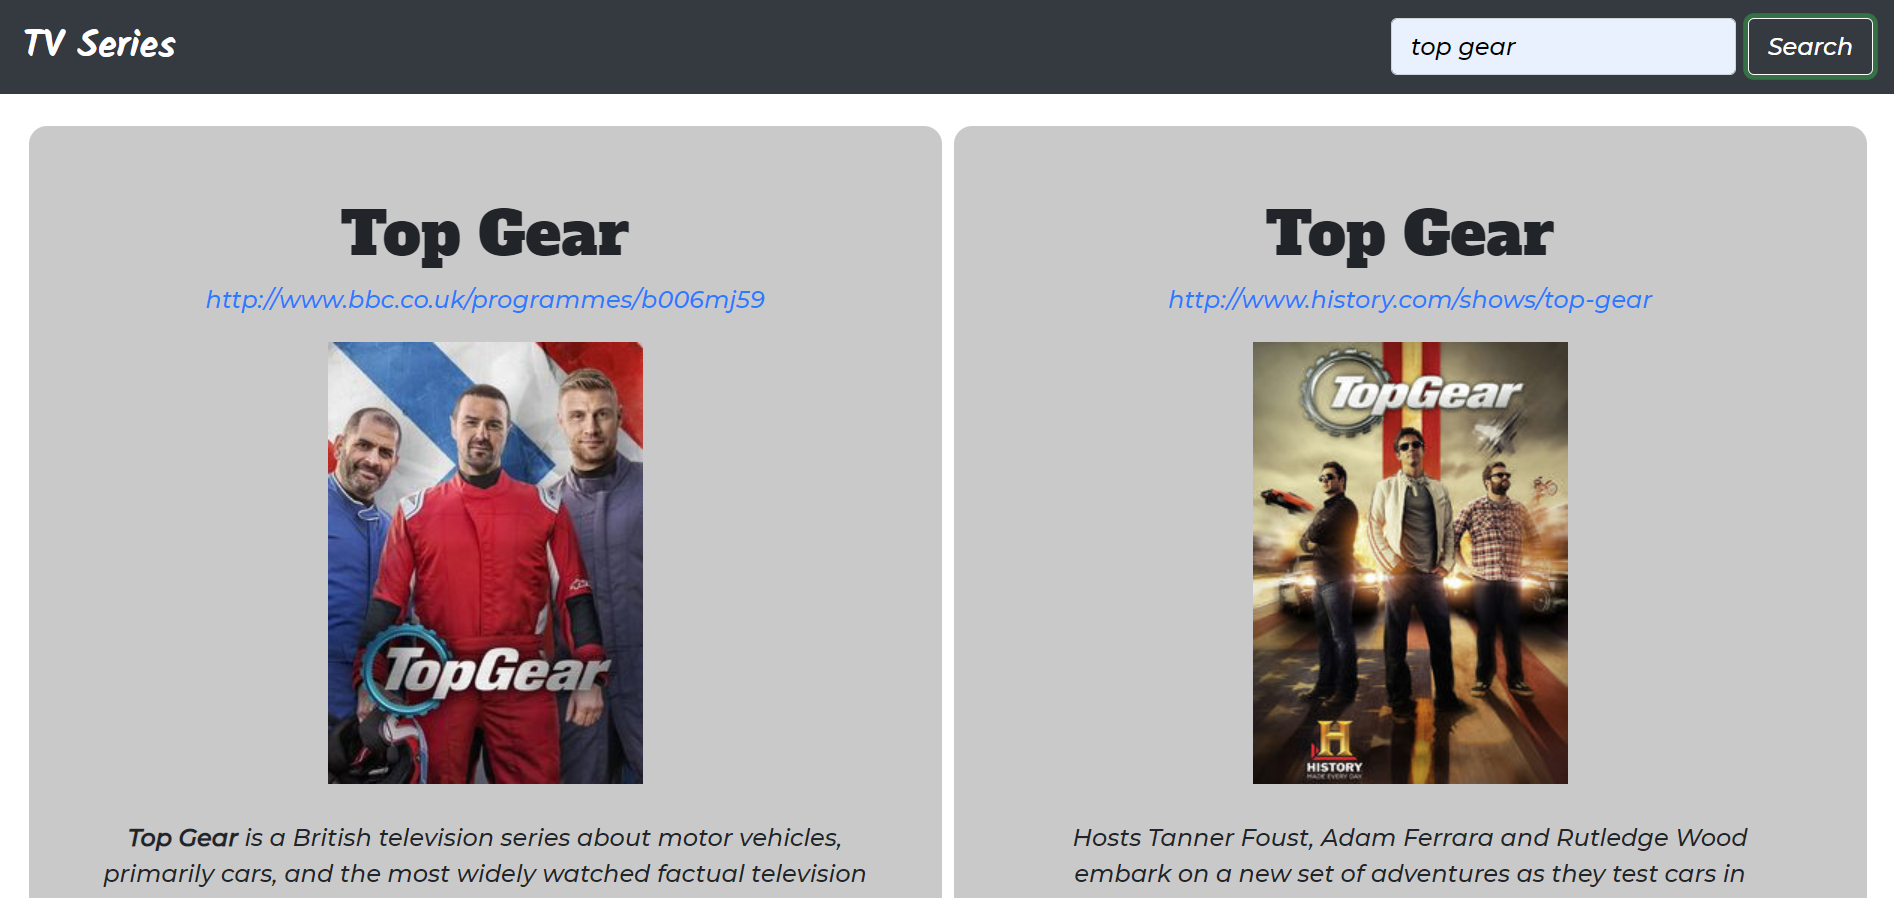 TV Series
top gear
Search
Top Gear
http://www.bbc.co.uk/programmes/b006mj59
TopGear
Top Gear is a British television series about motor vehicles,
primarily cars, and the most widely watched factual television
Top Gear
http://www.history.com/shows/top-gear
TopGear
H
HISTORY
MADE EVERY DAY
Hosts Tanner Foust, Adam Ferrara and Rutledge Wood
embark on a new set of adventures as they test cars in